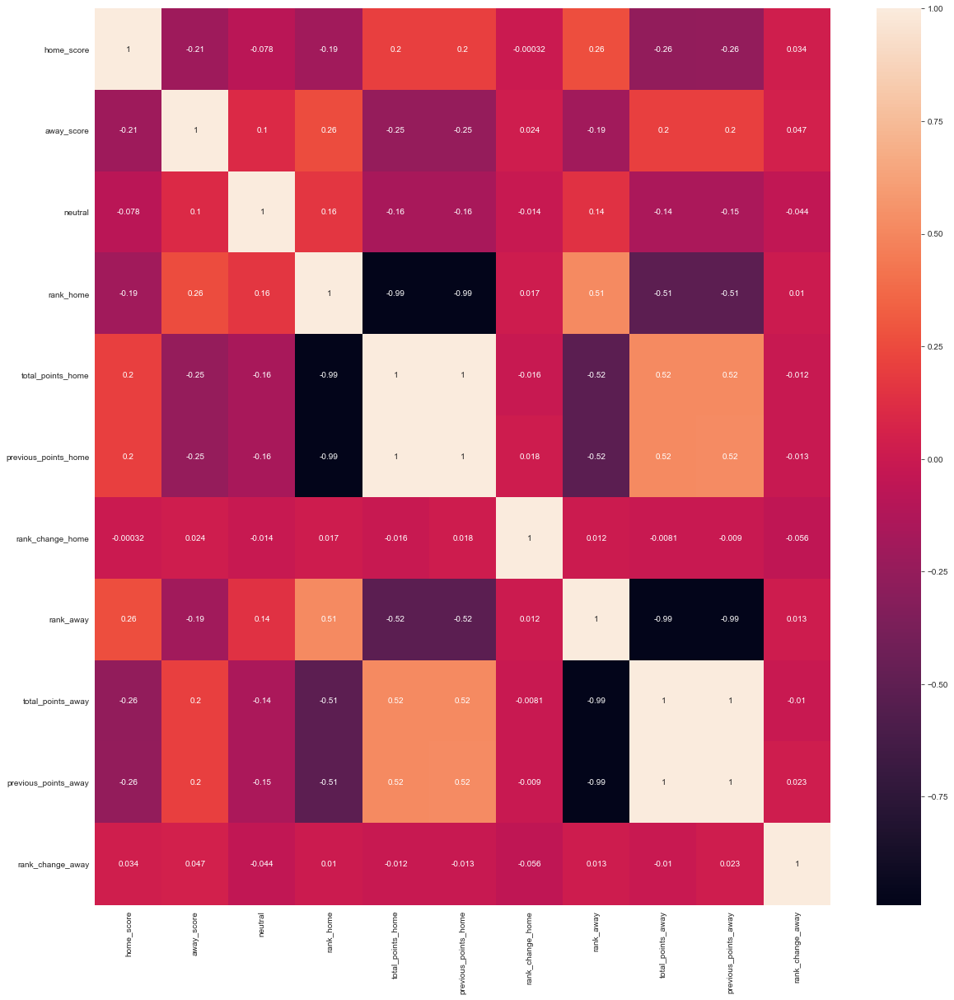 home_score 1 -0.21 -0.078 -0.19 0.2 0.2 -0.00032 0.26 -0.26 -0.26 0.034
away_score -0.21 1 0.1 0.26 -0.25 -0.25 0.024 -0.19 0.2 0.2 0.047
neutral -0.078 0.1 1 0.16 -0.16 -0.16 -0.014 0.14 -0.14 -0.15 -0.044
rank_home -0.19 0.26 0.16 1 -0.99 -0.99 0.017 0.51 -0.51 -0.51 0.01
total_points_home 0.2 -0.25 -0.16 -0.99 1 1 -0.016 -0.52 0.52 0.52 -0.012
previous_points_home 0.2 -0.25 -0.16 -0.99 1 1 0.018 -0.52 0.52 0.52 -0.013
rank_change_home -0.00032 0.024 -0.014 0.017 -0.016 0.018 1 0.012 -0.0081 -0.009 -0.056
rank_away 0.26 -0.19 0.14 0.51 -0.52 -0.52 0.012 1 -0.99 -0.99 0.013
total_points_away -0.26 0.2 -0.14 -0.51 0.52 0.52 -0.0081 -0.99 1 1 -0.01
previous_points_away -0.26 0.2 -0.15 -0.51 0.52 0.52 -0.009 -0.99 1 1 0.023
rank_change_away 0.034 0.047 -0.044 0.01 -0.012 -0.013 -0.056 0.013 -0.01 0.023 1
home_score
away_score
neutral
rank_home
total_points_home
previous_points_home
rank_change_home
rank_away
total_points_away
previous_points_away
rank_change_away
1.00
0.75
0.50
0.25
0.00
−0.25
−0.50
−0.75